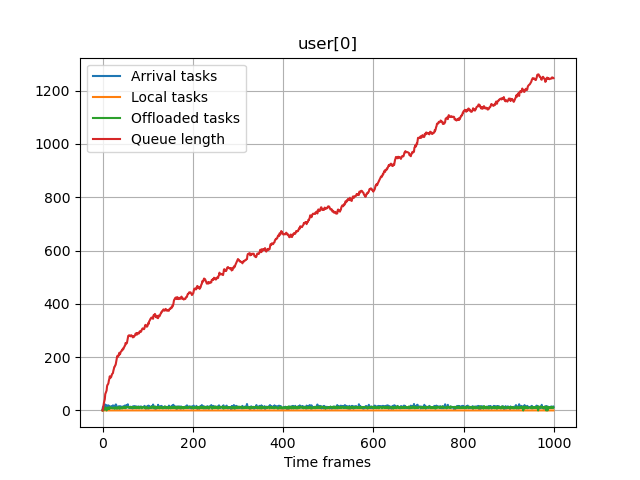 user[0]
Arrival tasks
Local tasks
Offloaded tasks
Queue length
1200
1000
800
600
400
200
0
0 200 400 600 800 1000
Time frames